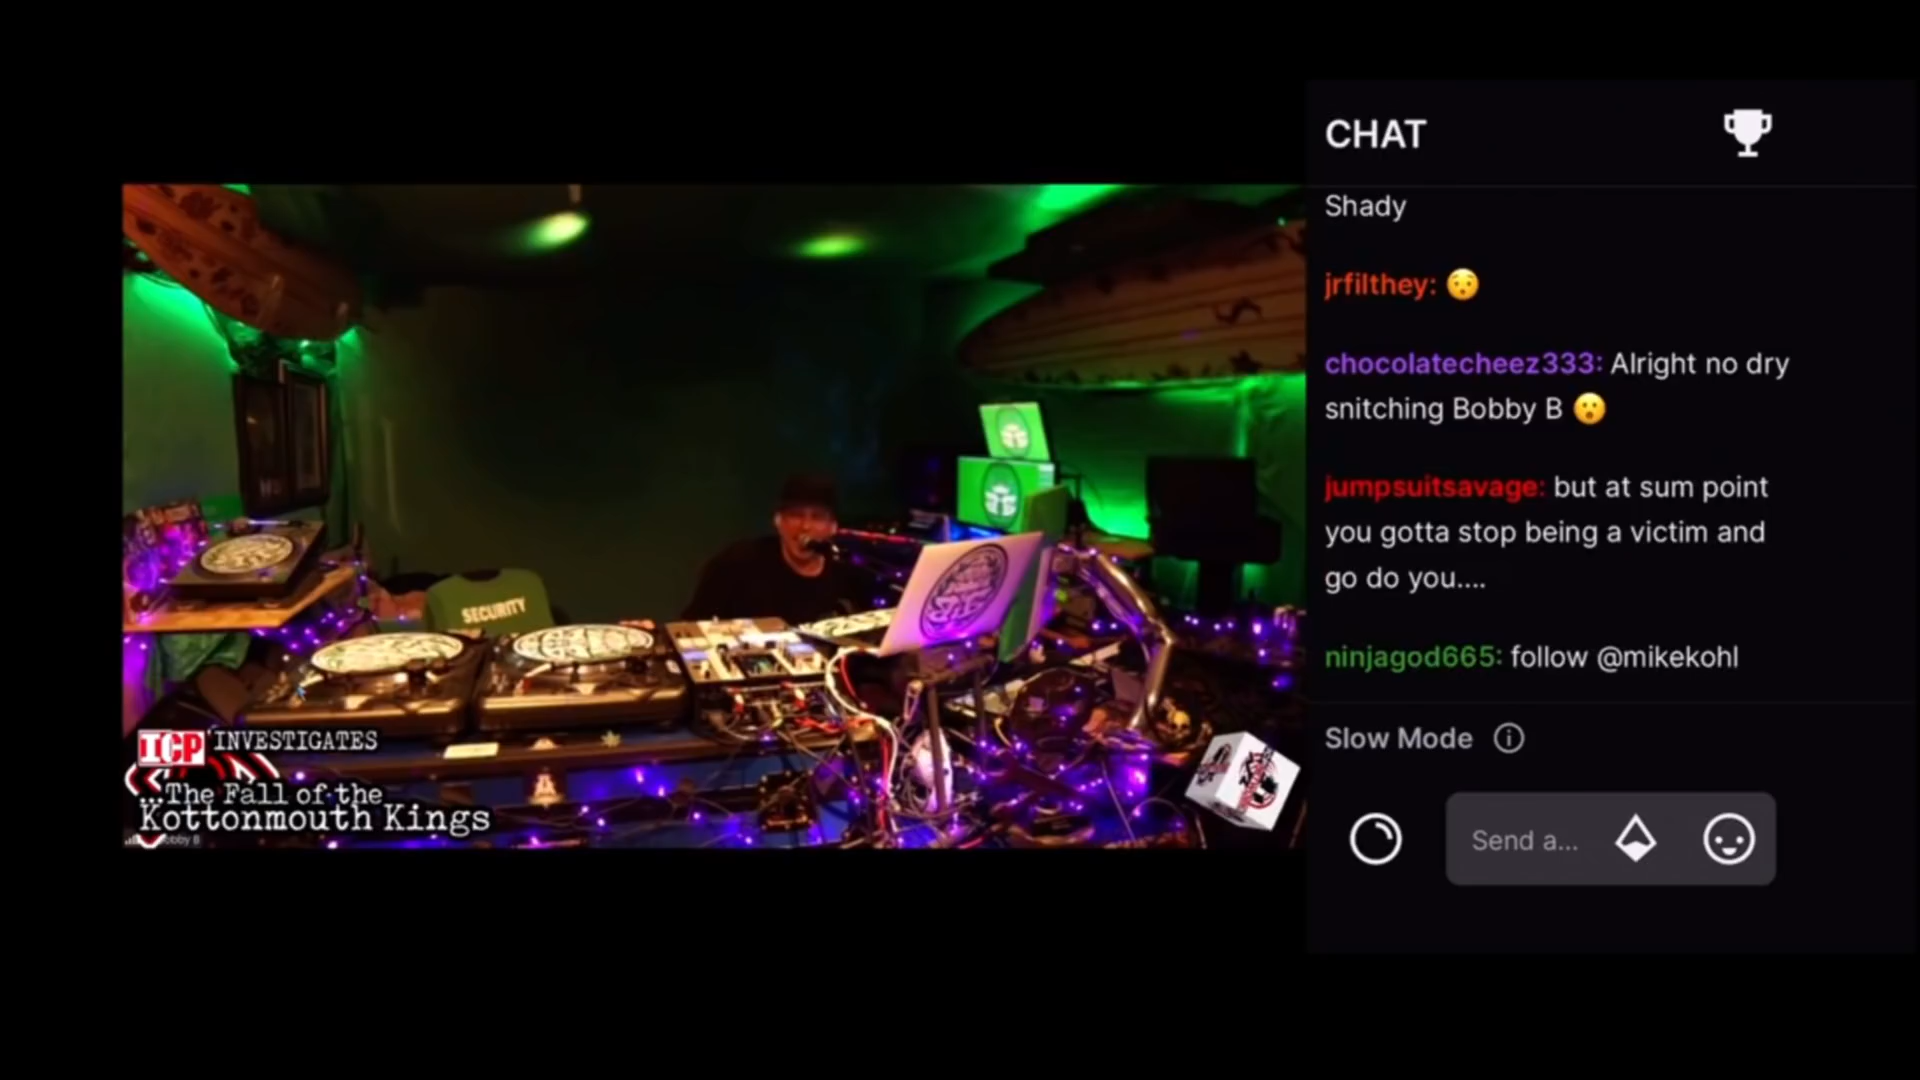 CHAT
Shady
jrfilthey: 😯
chocolatecheez333: Alright no dry
snitching Bobby B 😮
jumpsuitsavage: but at sum point
you gotta stop being a victim and
go do you....
ninjagod665: follow @mikekohl
Slow Mode
Send a...
SECURITY
ICP INVESTIGATES
The Fall of the
Kottonmouth Kings
Bobby B